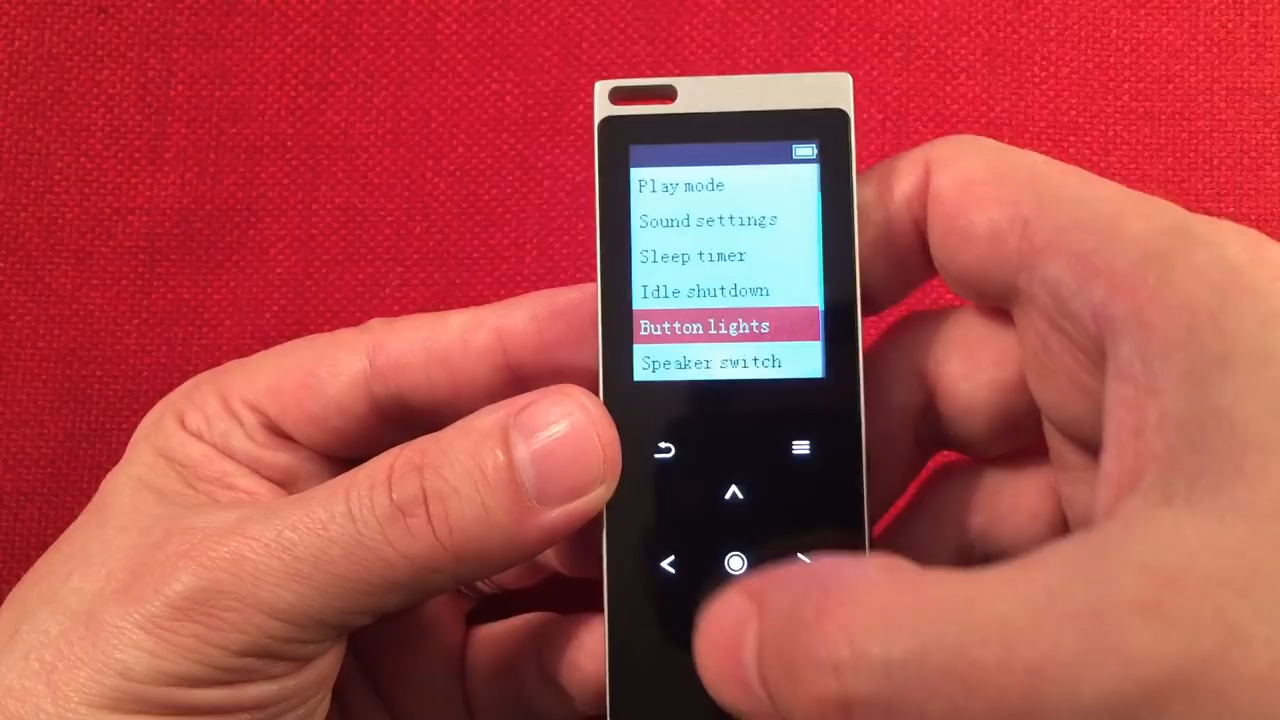 Play mode
Sound settings
Sleep timer
Idle shutdown
Button lights
Speaker switch